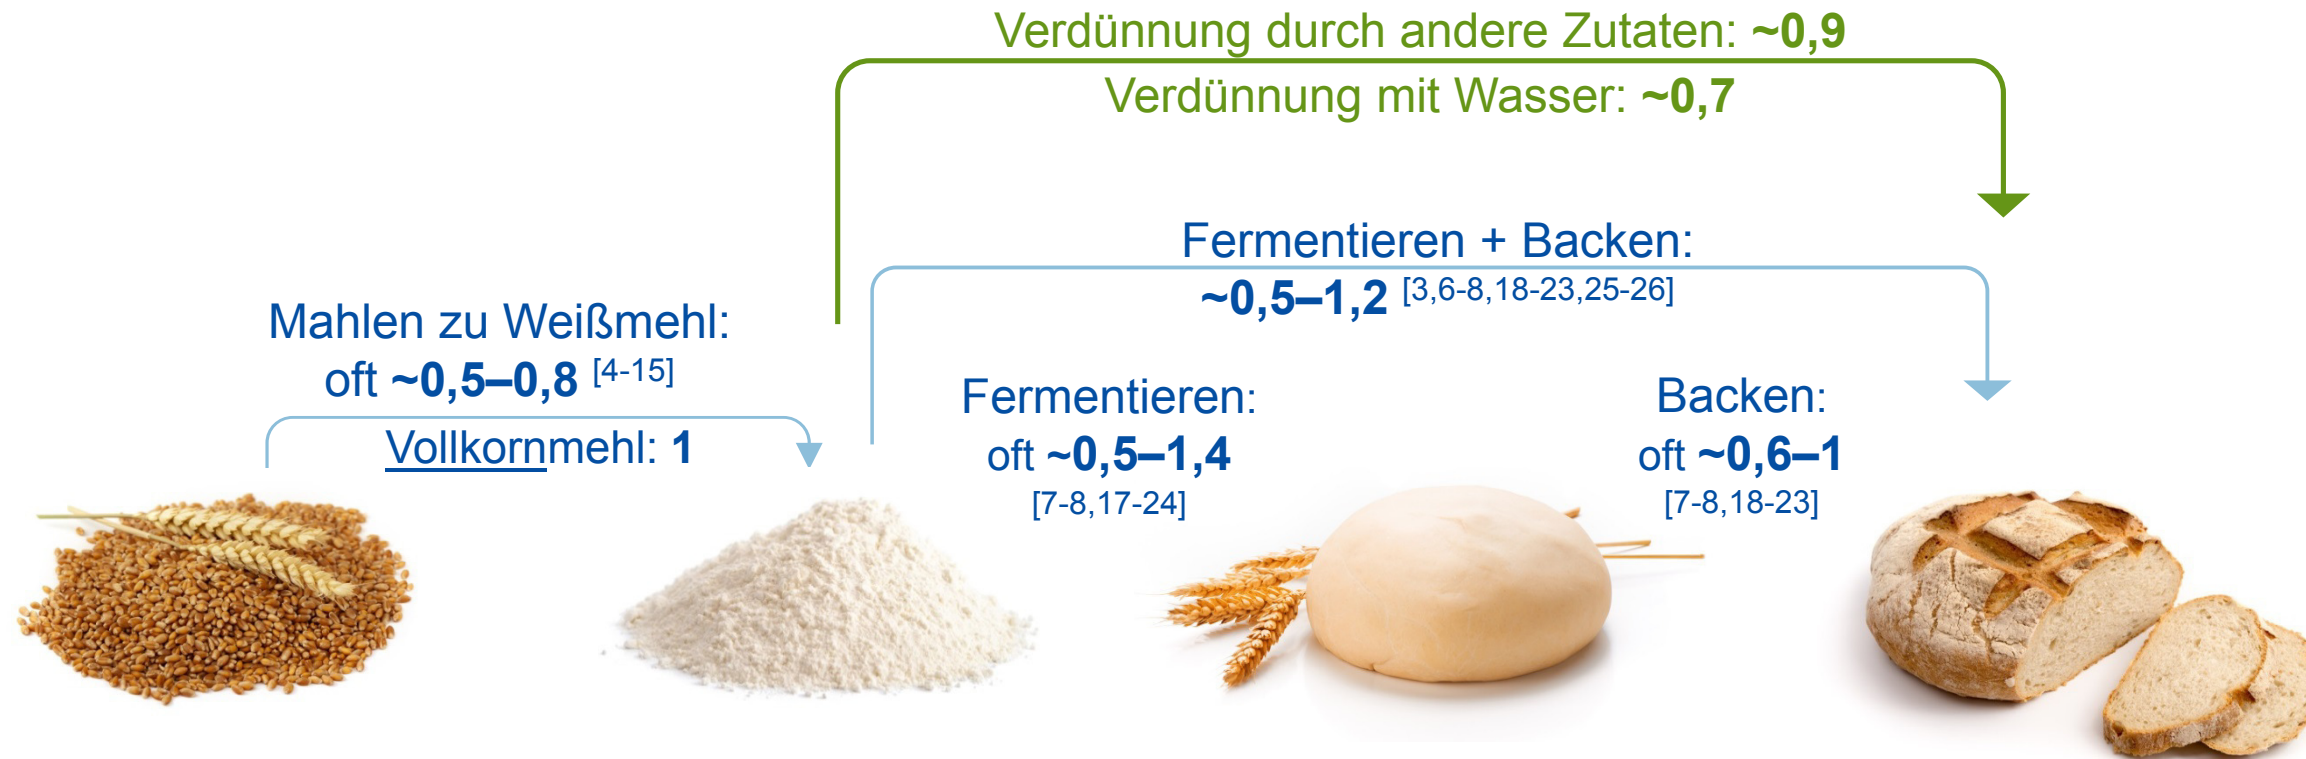 Verdünnung durch andere Zutaten: ~0,9
Verdünnung mit Wasser: ~0,7
Fermentieren + Backen:
~0,5–1,2 [3,6-8,18-23,25-26]
Mahlen zu Weißmehl:
oft ~0,5–0,8 [4-15]
Vollkornmehl: 1
Fermentieren:
oft ~0,5–1,4
[7-8,17-24]
Backen:
oft ~0,6–1
[7-8,18-23]